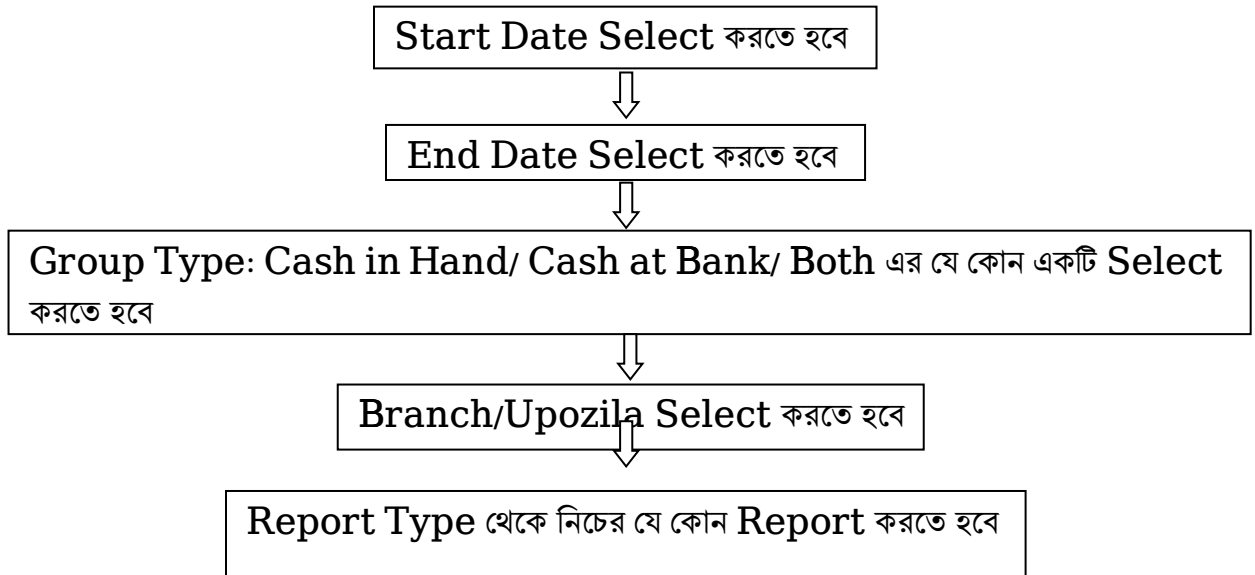 Start Date Select করতে হবে
End Date Select করতে হবে
Group Type: Cash in Hand/ Cash at Bank/ Both এর যে কোন একটি Select
করতে হবে
Branch/Upozila Select করতে হবে
Report Type থেকে নিচের যে কোন Report করতে হবে